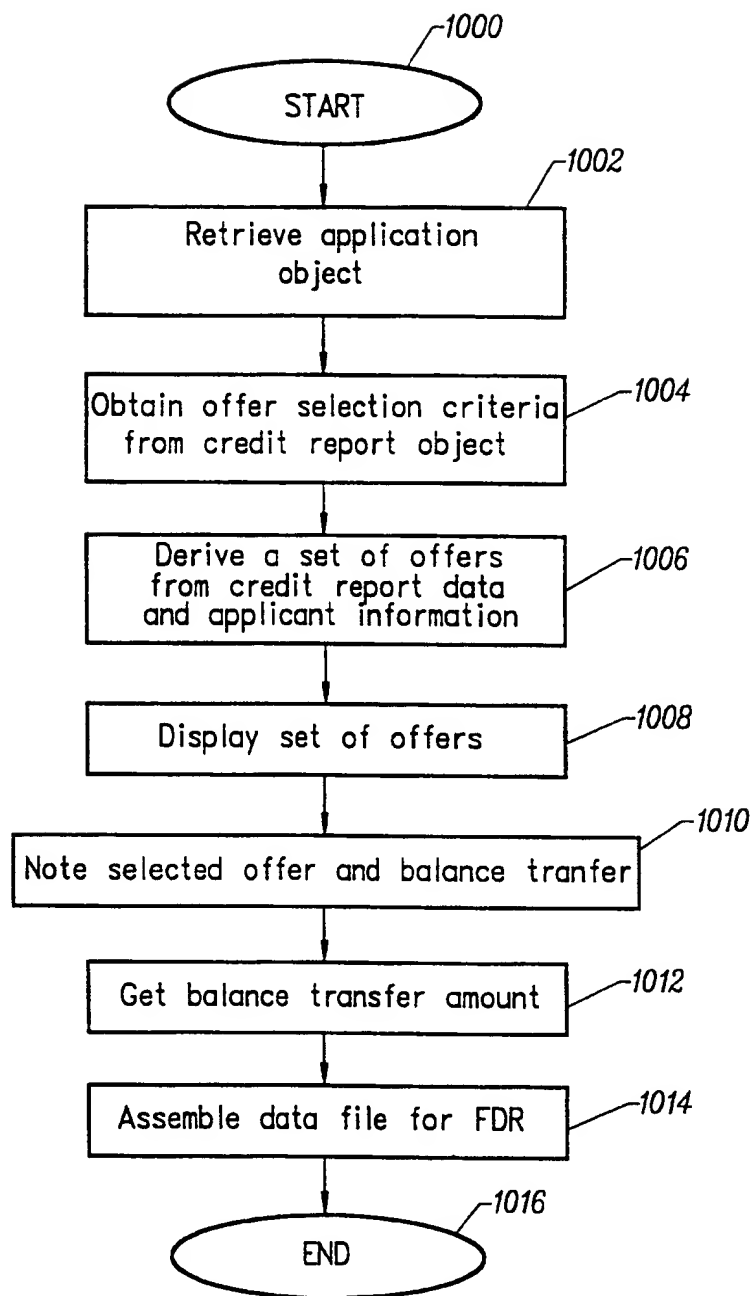 1000
START
1002
Retrieve application
object
1004
Obtain offer selection criteria
from credit report object
1006
Derive a set of offers
from credit report data
and applicant information
1008
Display set of offers
1010
Note selected offer and balance tranfer
1012
Get balance transfer amount
1014
Assemble data file for FDR
1016
END